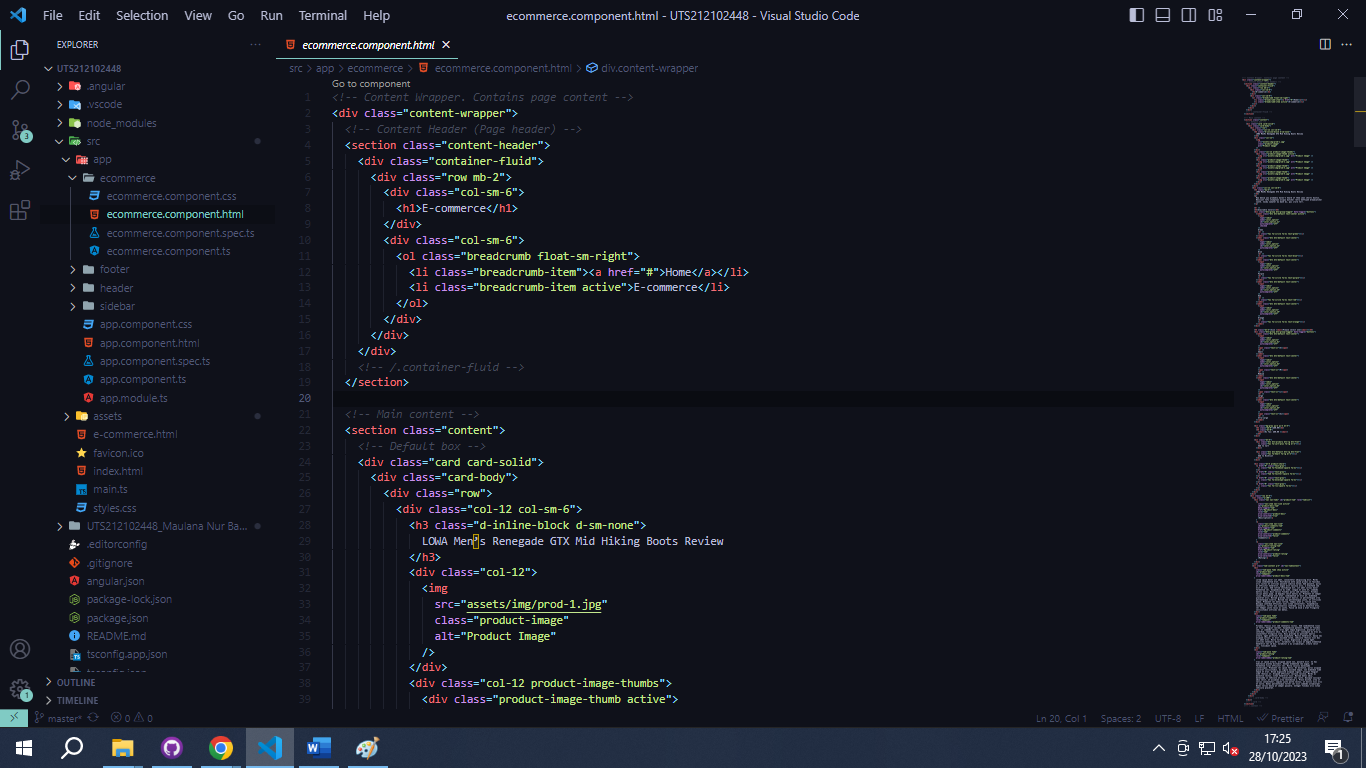 File Edit Selection View Go Run Terminal Help
ecommerce.component.html - UTS212102448 - Visual Studio Code
EXPLORER
UTS212102448
.angular
.vscode
node_modules
src
app
ecommerce
ecommerce.component.css
ecommerce.component.html
ecommerce.component.spec.ts
ecommerce.component.ts
footer
header
sidebar
app.component.css
app.component.html
app.component.spec.ts
app.component.ts
app.module.ts
assets
e-commerce.html
favicon.ico
index.html
main.ts
styles.css
UTS212102448_Maulana Nur Ba...
.editorconfig
.gitignore
angular.json
package-lock.json
package.json
README.md
tsconfig.app.json
tsconfig.json
OUTLINE
TIMELINE
3
1
ecommerce.component.html
src > app > ecommerce > ecommerce.component.html > div.content-wrapper
Go to component
1 <!-- Content Wrapper. Contains page content -->
2 <div class="content-wrapper">
3 <!-- Content Header (Page header) -->
4 <section class="content-header">
5 <div class="container-fluid">
6 <div class="row mb-2">
7 <div class="col-sm-6">
8 <h1>E-commerce</h1>
9 </div>
10 <div class="col-sm-6">
11 <ol class="breadcrumb float-sm-right">
12 <li class="breadcrumb-item"><a href="#">Home</a></li>
13 <li class="breadcrumb-item active">E-commerce</li>
14 </ol>
15 </div>
16 </div>
17 </div>
18 <!-- /.container-fluid -->
19 </section>
20
21 <!-- Main content -->
22 <section class="content">
23 <!-- Default box -->
24 <div class="card card-solid">
25 <div class="card-body">
26 <div class="row">
27 <div class="col-12 col-sm-6">
28 <h3 class="d-inline-block d-sm-none">
29 LOWA Men’s Renegade GTX Mid Hiking Boots Review
30 </h3>
31 <div class="col-12">
32 <img
33 src="assets/img/prod-1.jpg"
34 class="product-image"
35 alt="Product Image"
36 />
37 </div>
38 <div class="col-12 product-image-thumbs">
39 <div class="product-image-thumb active">
master* 0 0
Ln 20, Col 1 Spaces: 2 UTF-8 LF HTML Prettier
17:25
28/10/2023
1